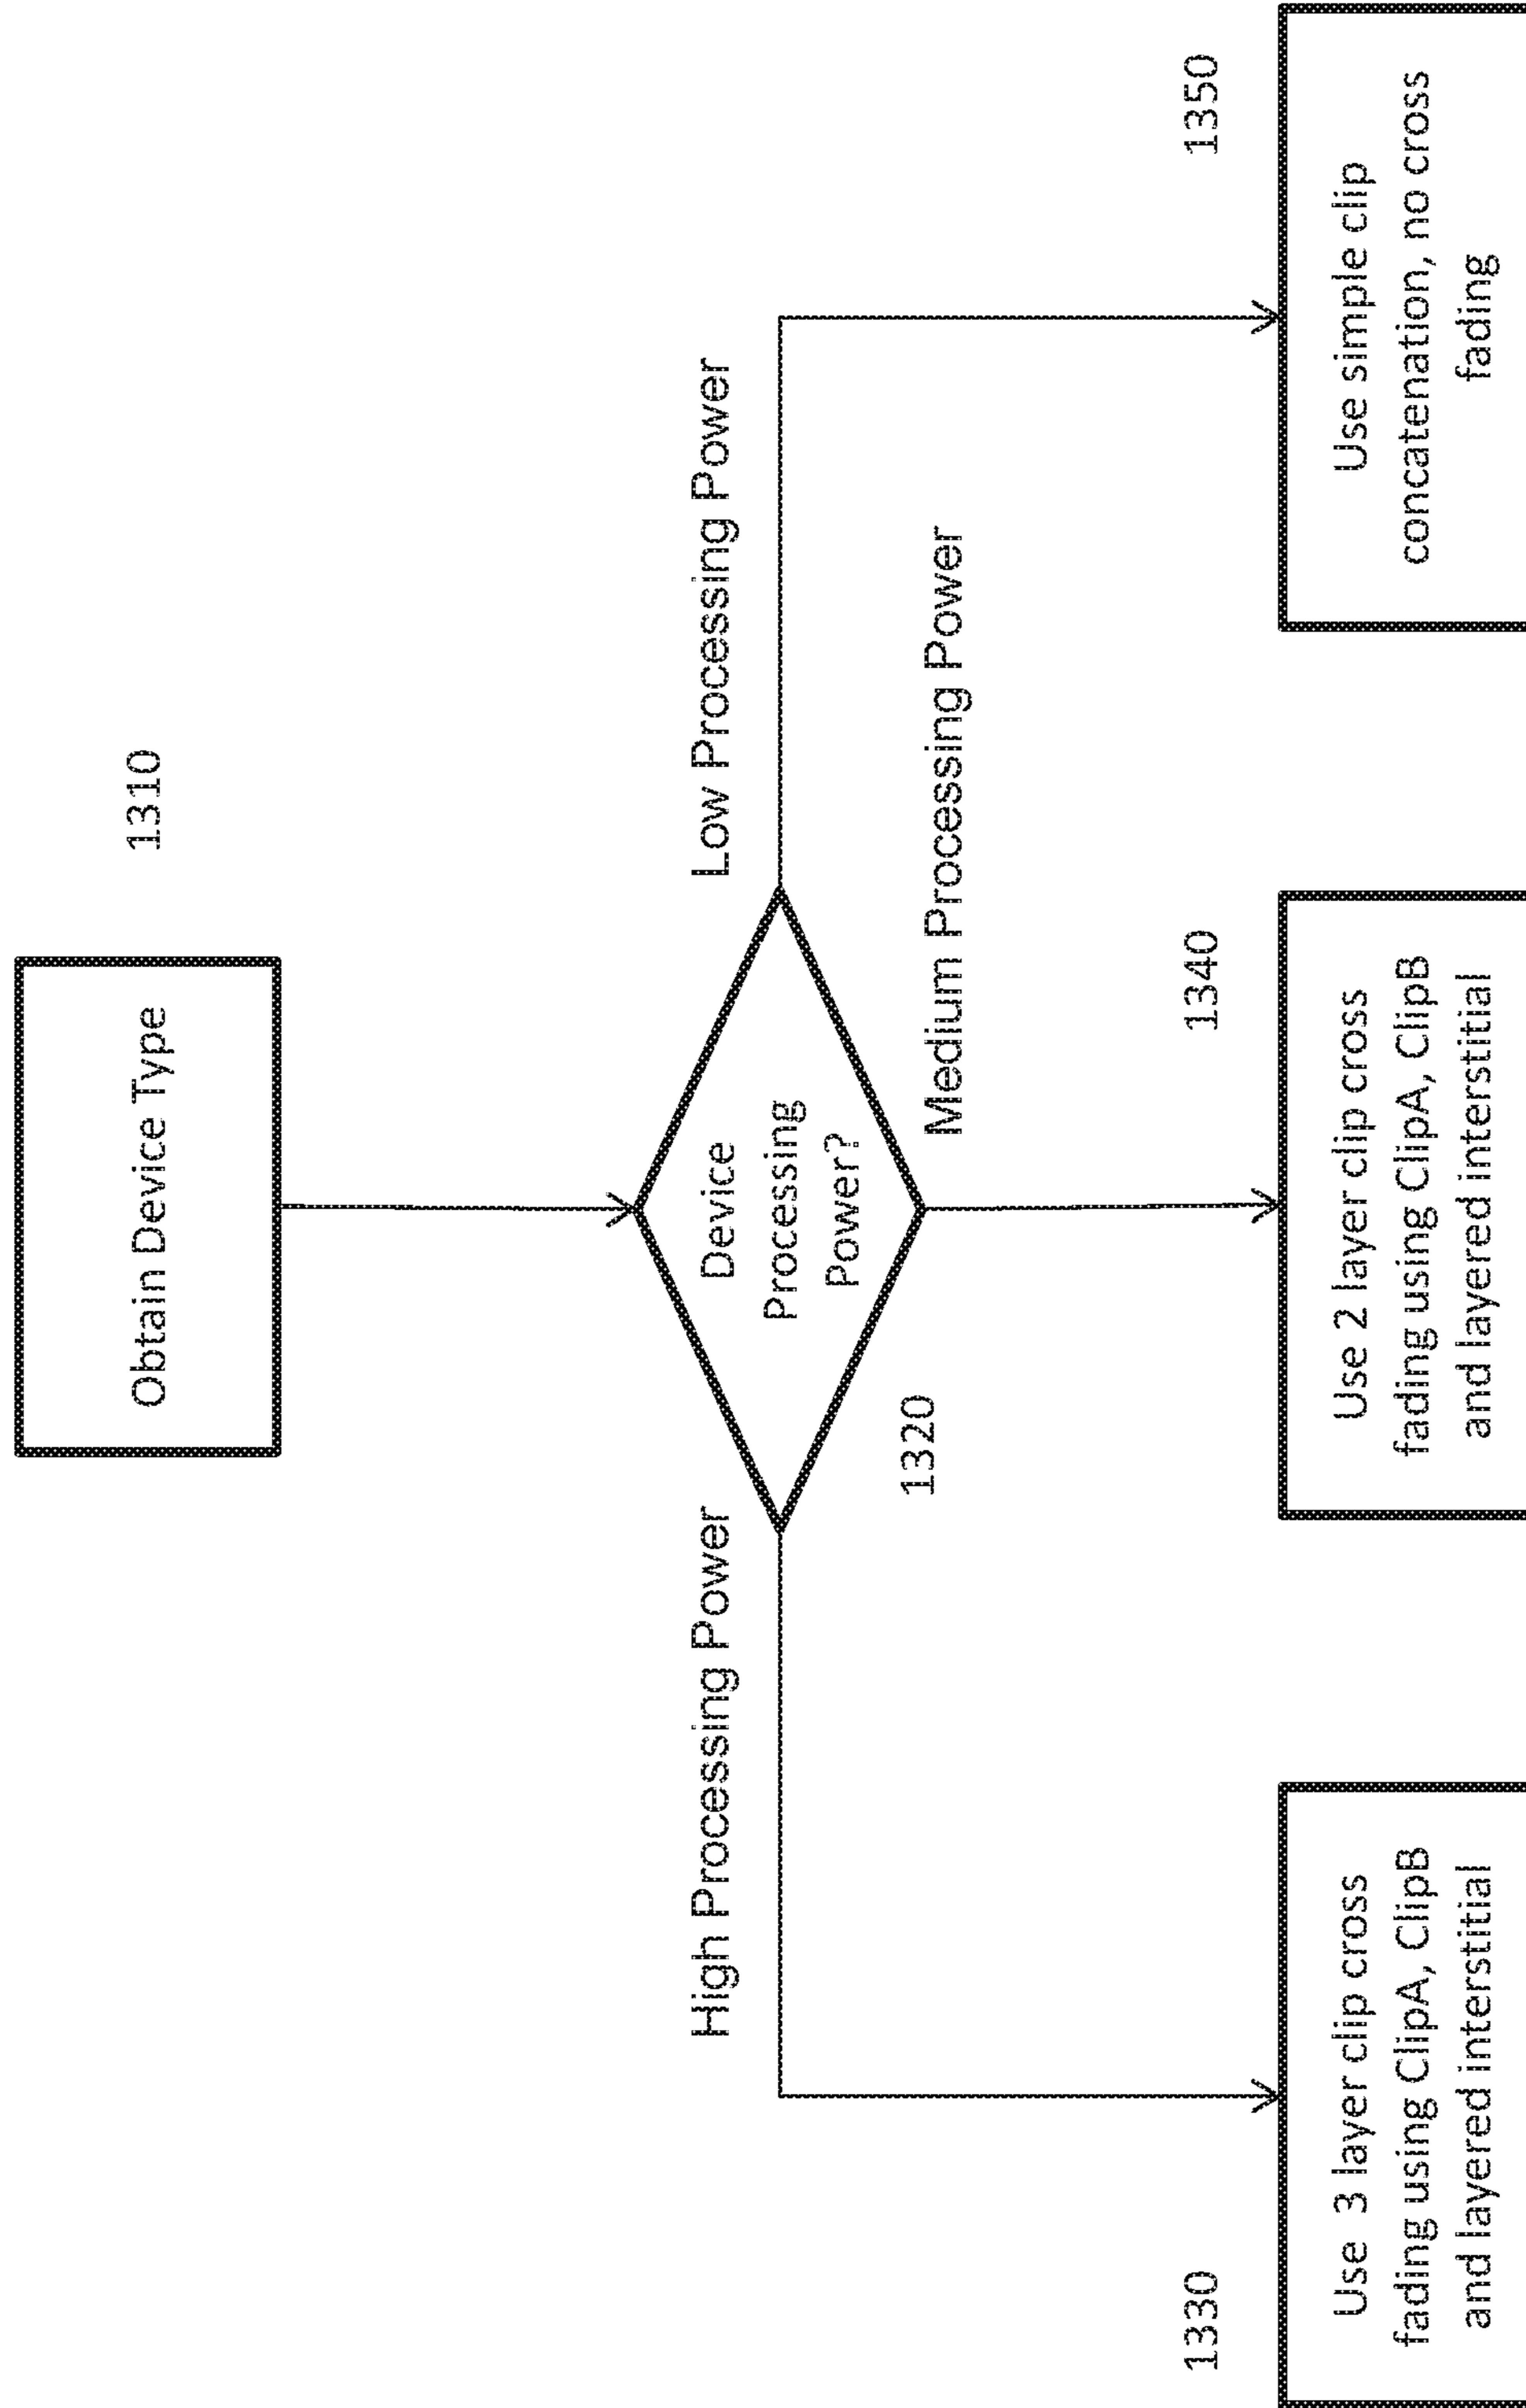 Obtain Device Type
1310
High Processing Power
Low Processing Power
Device
Processing
Power?
1320
Medium Processing Power
1330
1340
1350
Use 3 layer clip cross
fading using ClipA, ClipB
and layered interstitial
Use 2 layer clip cross
fading using ClipA, ClipB
and layered interstitial
Use simple clip
concatenation, no cross
fading